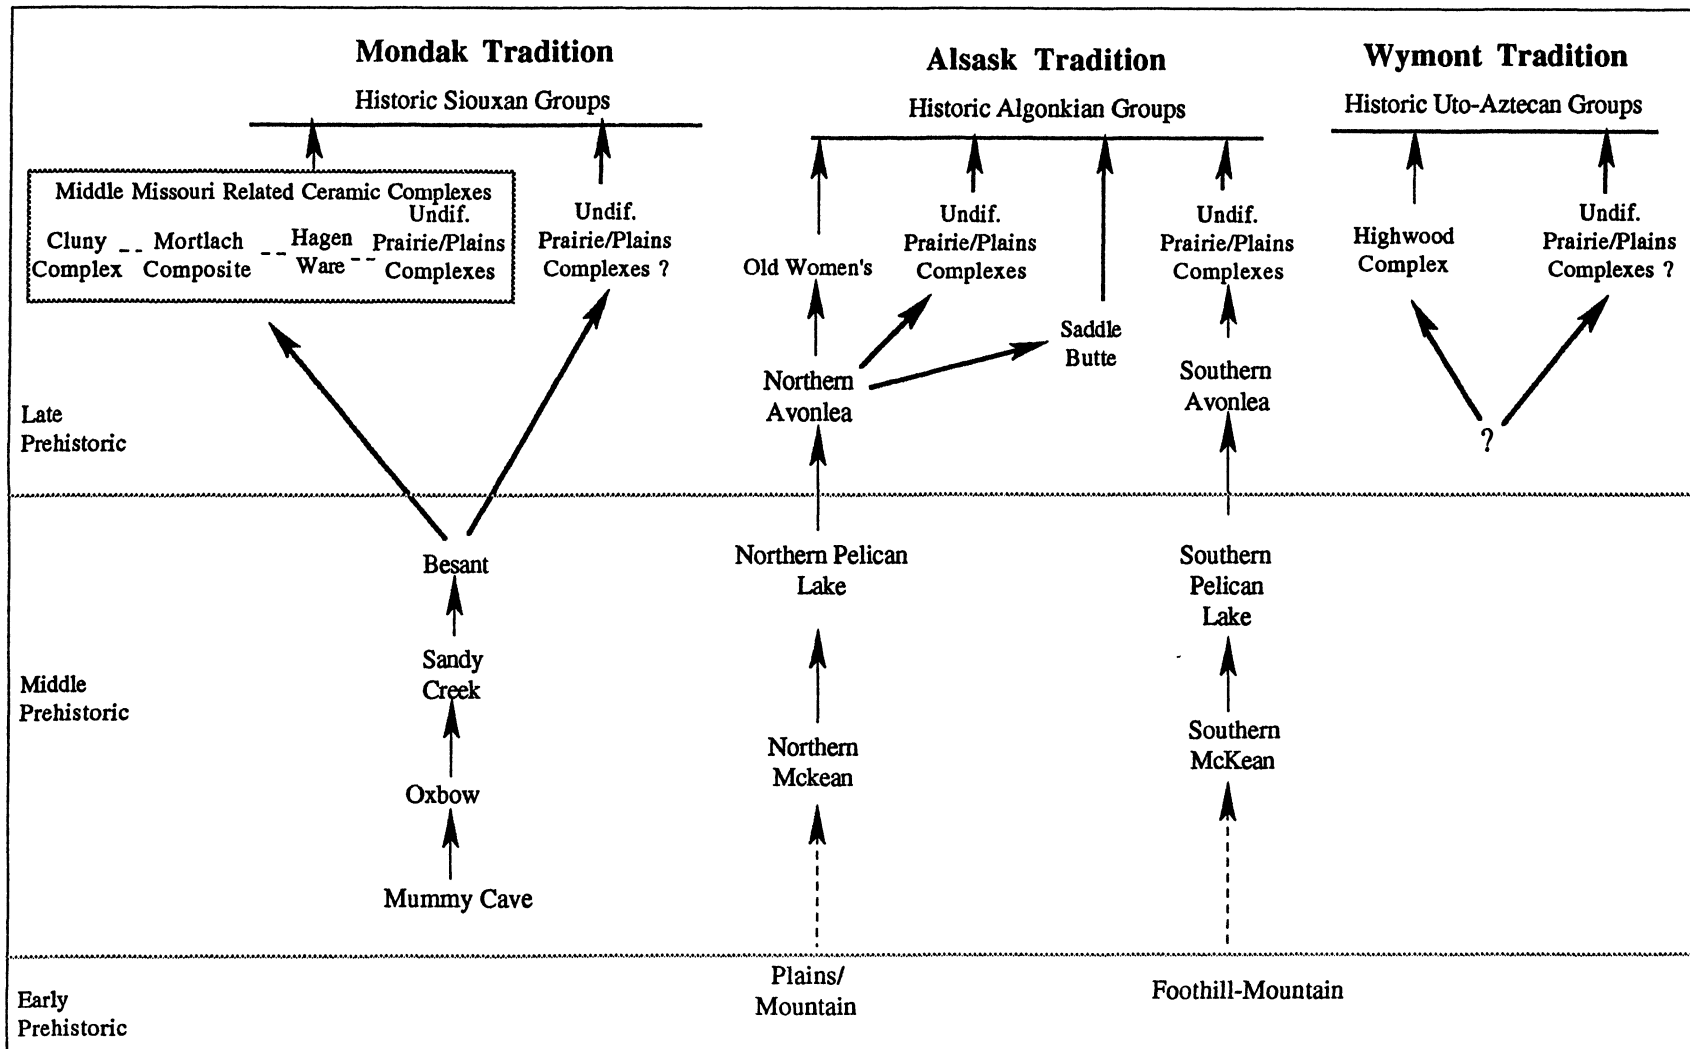 Mondak Tradition
Historic Siouxan Groups
Alsask Tradition
Historic Algonkian Groups
Wymont Tradition
Historic Uto-Aztecan Groups
Middle Missouri Related Ceramic Complexes
Cluny
Complex
Mortlach
Composite
Hagen
Ware
Undif.
Prairie/Plains
Complexes
Undif.
Prairie/Plains
Complexes ?
Old Women's
Undif.
Prairie/Plains
Complexes
Undif.
Prairie/Plains
Complexes
Highwood
Complex
Undif.
Prairie/Plains
Complexes ?
Saddle
Butte
Northern
Avonlea
Southern
Avonlea
?
Late
Prehistoric
Besant
Northern Pelican
Lake
Southern
Pelican
Lake
Sandy
Creek
Middle
Prehistoric
Northern
Mckean
Southern
McKean
Oxbow
Mummy Cave
Early
Prehistoric
Plains/
Mountain
Foothill-Mountain